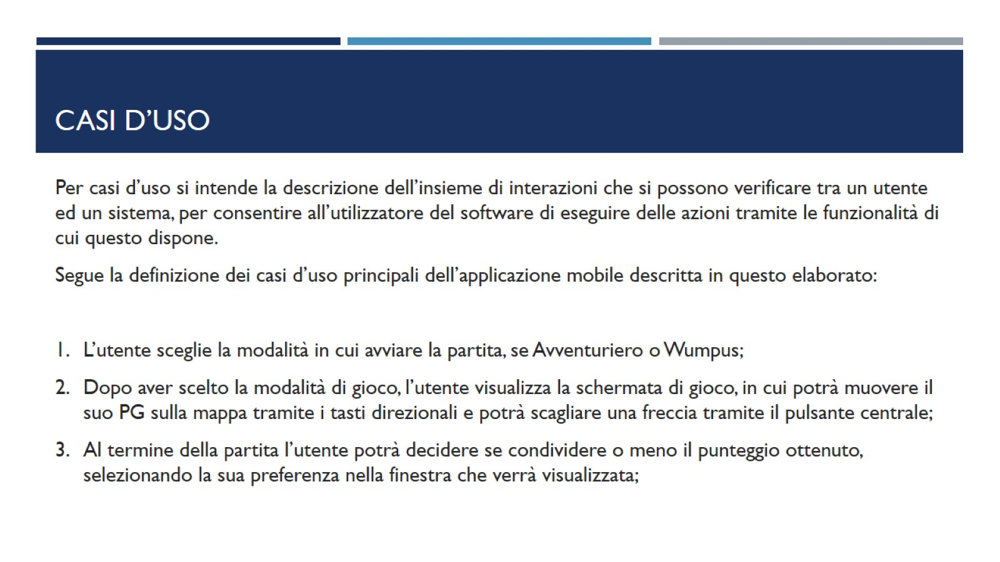 CASI D’USO
Per casi d’uso si intende la descrizione dell’insieme di interazioni che si possono verificare tra un utente
ed un sistema, per consentire all’utilizzatore del software di eseguire delle azioni tramite le funzionalità di
cui questo dispone.
Segue la definizione dei casi d’uso principali dell’applicazione mobile descritta in questo elaborato:
1. L’utente sceglie la modalità in cui avviare la partita, se Avventuriero o Wumpus;
2. Dopo aver scelto la modalità di gioco, l’utente visualizza la schermata di gioco, in cui potrà muovere il
suo PG sulla mappa tramite i tasti direzionali e potrà scagliare una freccia tramite il pulsante centrale;
3. Al termine della partita l’utente potrà decidere se condividere o meno il punteggio ottenuto,
selezionando la sua preferenza nella finestra che verrà visualizzata;